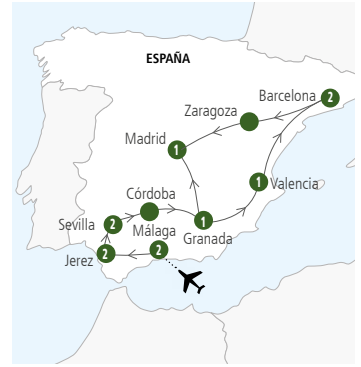 ESPAÑA
Barcelona 2
Zaragoza
Madrid 1
Valencia 1
Córdoba
Sevilla 2
Málaga 2
Granada 1
Jerez 2